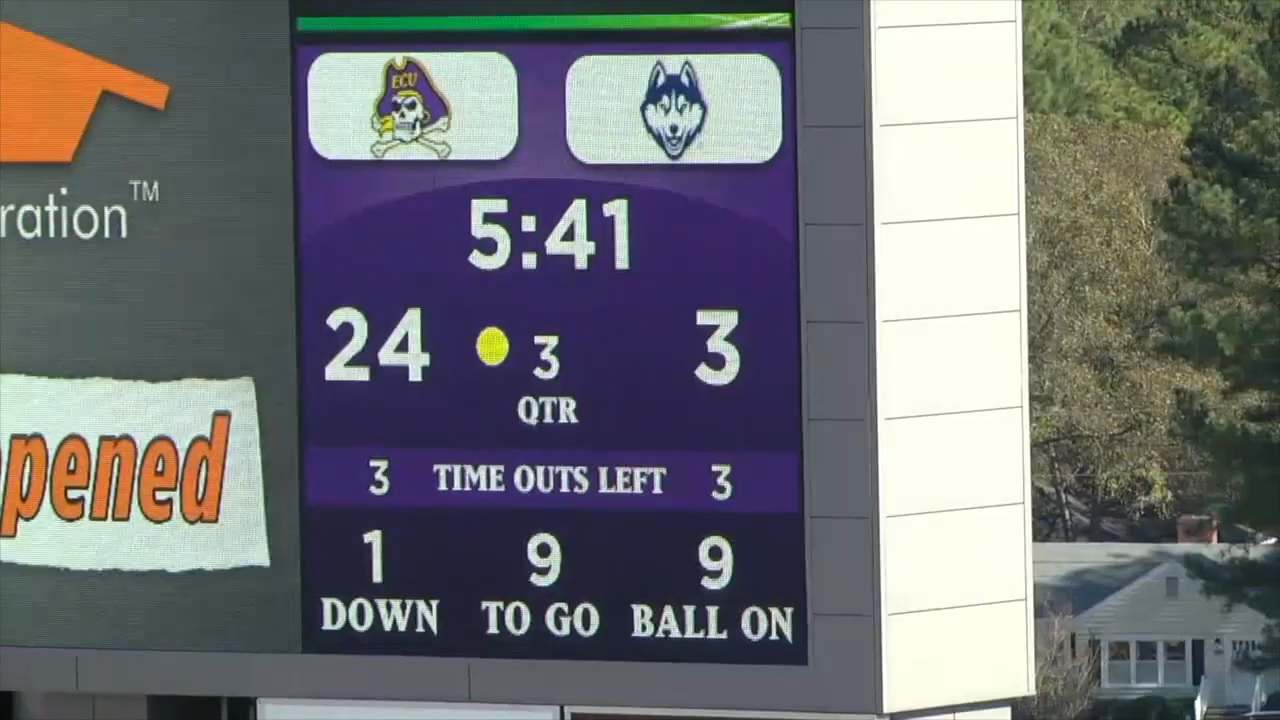 ECU
ration™
pened
5:41
24 3 3
QTR
3 TIME OUTS LEFT 3
1 9 9
DOWN TO GO BALL ON